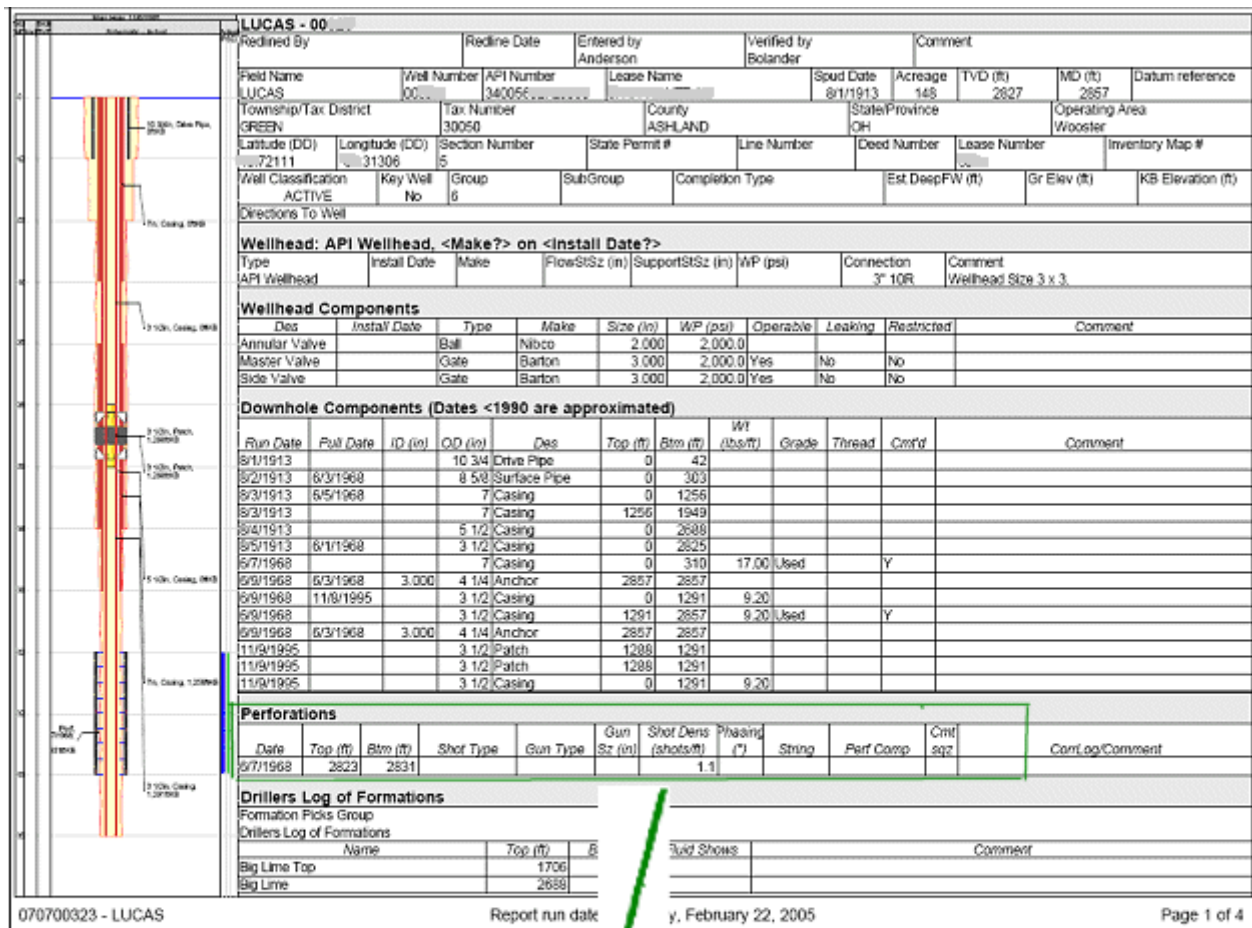 LUCAS - 00
Redlined By Redline Date Entered by Verified by Comment
Anderson Bolander
Field Name Well Number API Number Lease Name Spud Date Acreage TVD (ft) MD (ft) Datum reference
LUCAS 00 34005 8/1/1913 148 2827 2857
Township/Tax District Tax Number County State/Province Operating Area
GREEN 30050 ASHLAND OH Wooster
Latitude (DD) Longitude (DD) Section Number State Permit # Line Number Deed Number Lease Number Inventory Map #
72111 31306 5
Well Classification Key Well Group SubGroup Completion Type Est DeepFW (ft) Gr Elev (ft) KB Elevation (ft)
ACTIVE No 6
Directions To Well
Wellhead: API Wellhead, <Make?> on <Install Date?>
Type Install Date Make FlowStSz (in) SupportStSz (in) WP (psi) Connection Comment
API Wellhead 3" 10R Wellhead Size 3 x 3.
Wellhead Components
Des Install Date Type Make Size (in) WP (psi) Operable Leaking Restricted Comment
Annular Valve Ball Nibco 2.000 2,000.0
Master Valve Gate Barton 3.000 2,000.0 Yes No No
Side Valve Gate Barton 3.000 2,000.0 Yes No No
Downhole Components (Dates <1990 are approximated)
Run Date Pull Date ID (in) OD (in) Des Top (ft) Btm (ft) Wt (lbs/ft) Grade Thread Cmt'd Comment
8/1/1913 10 3/4 Drive Pipe 0 42
8/2/1913 6/3/1968 8 5/8 Surface Pipe 0 303
8/3/1913 6/5/1968 7 Casing 0 1256
8/3/1913 7 Casing 1256 1949
8/4/1913 5 1/2 Casing 0 2688
8/5/1913 6/1/1968 3 1/2 Casing 0 2825
6/7/1968 7 Casing 0 310 17.00 Used Y
6/9/1968 6/3/1968 3.000 4 1/4 Anchor 2857 2857
6/9/1968 11/8/1995 3 1/2 Casing 0 1291 9.20
6/9/1968 3 1/2 Casing 1291 2857 9.20 Used Y
6/9/1968 6/3/1968 3.000 4 1/4 Anchor 2857 2857
11/9/1995 3 1/2 Patch 1288 1291
11/9/1995 3 1/2 Patch 1288 1291
11/9/1995 3 1/2 Casing 0 1291 9.20
Perforations
Date Top (ft) Btm (ft) Shot Type Gun Type Gun Sz (in) Shot Dens (shots/ft) Phasing (°) String Perf Comp Cmt sqz Corr.Log/Comment
6/7/1968 2823 2831 1.1
Drillers Log of Formations
Formation Picks Group
Drillers Log of Formations
Name Top (ft) Fluid Shows Comment
Big Lime Top 1706
Big Lime 2688
070700323 - LUCAS Report run date y, February 22, 2005 Page 1 of 4